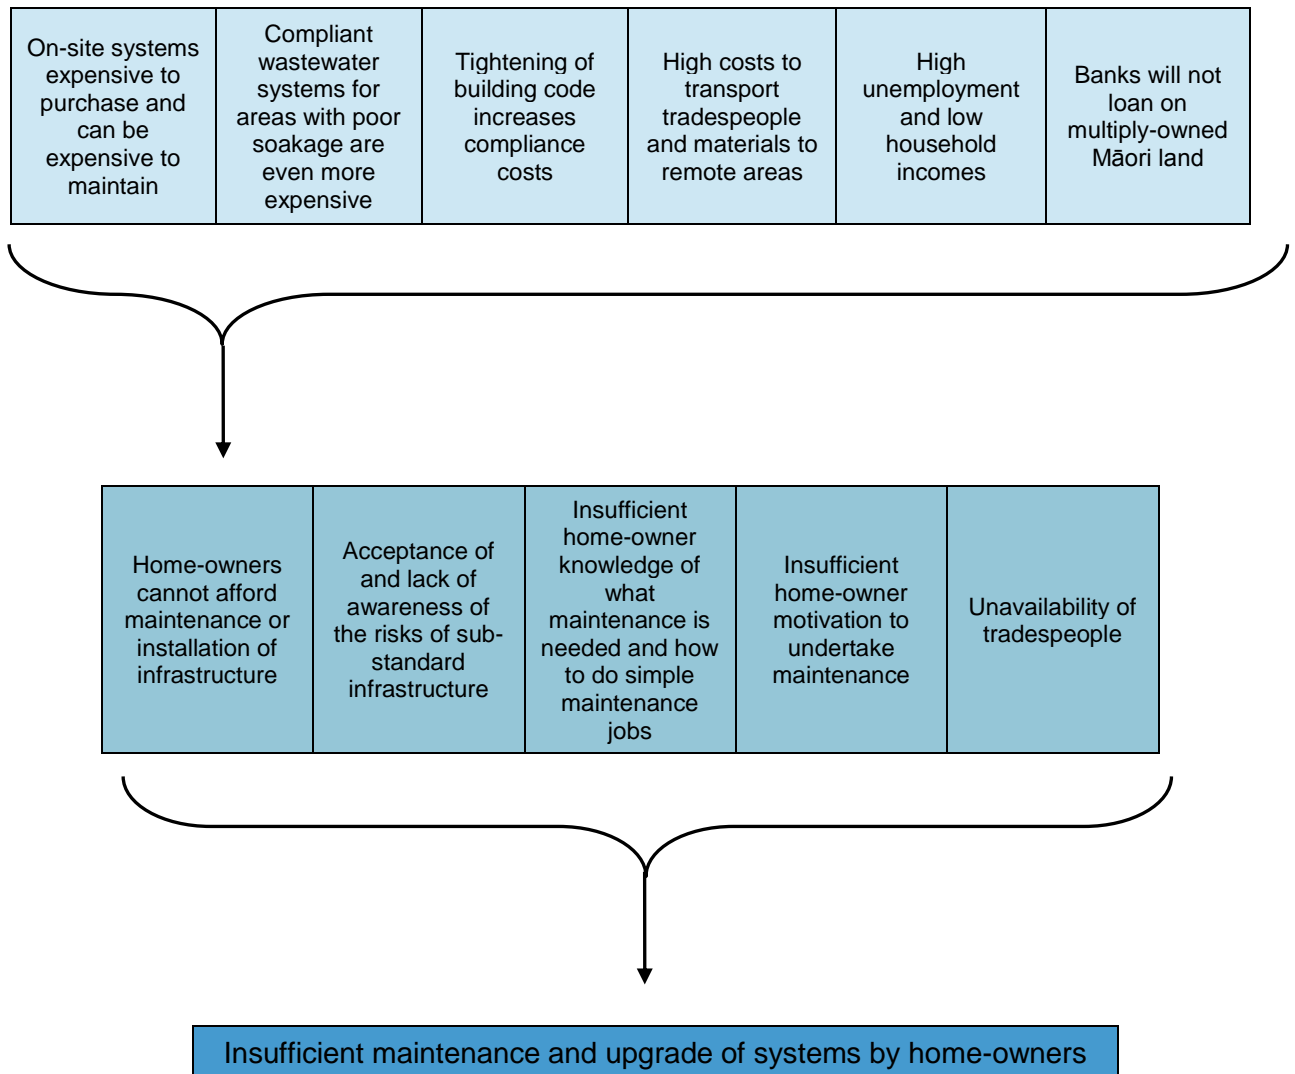 On-site systems
expensive to
purchase and
can be
expensive to
maintain
Compliant
wastewater
systems for
areas with poor
soakage are
even more
expensive
Tightening of
building code
increases
compliance
costs
High costs to
transport
tradespeople
and materials to
remote areas
High
unemployment
and low
household
incomes
Banks will not
loan on
multiply-owned
Māori land
Home-owners
cannot afford
maintenance or
installation of
infrastructure
Acceptance of
and lack of
awareness of
the risks of sub-
standard
infrastructure
Insufficient
home-owner
knowledge of
what
maintenance is
needed and how
to do simple
maintenance
jobs
Insufficient
home-owner
motivation to
undertake
maintenance
Unavailability of
tradespeople
Insufficient maintenance and upgrade of systems by home-owners